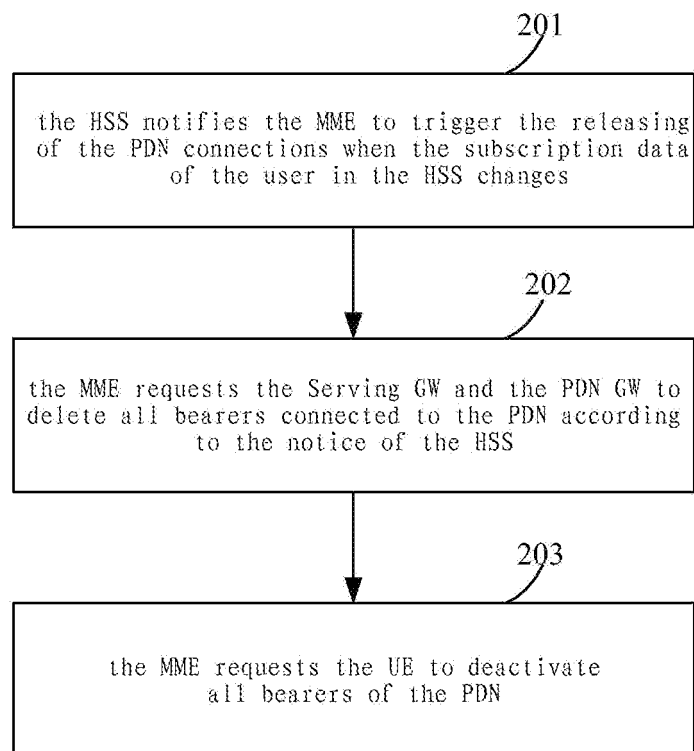 201
the HSS notifies the MME to trigger the releasing
of the PDN connections when the subscription data
of the user in the HSS changes
202
the MME requests the Serving GW and the PDN GW to
delete all bearers connected to the PDN according
to the notice of the HSS
203
the MME requests the UE to deactivate
all bearers of the PDN